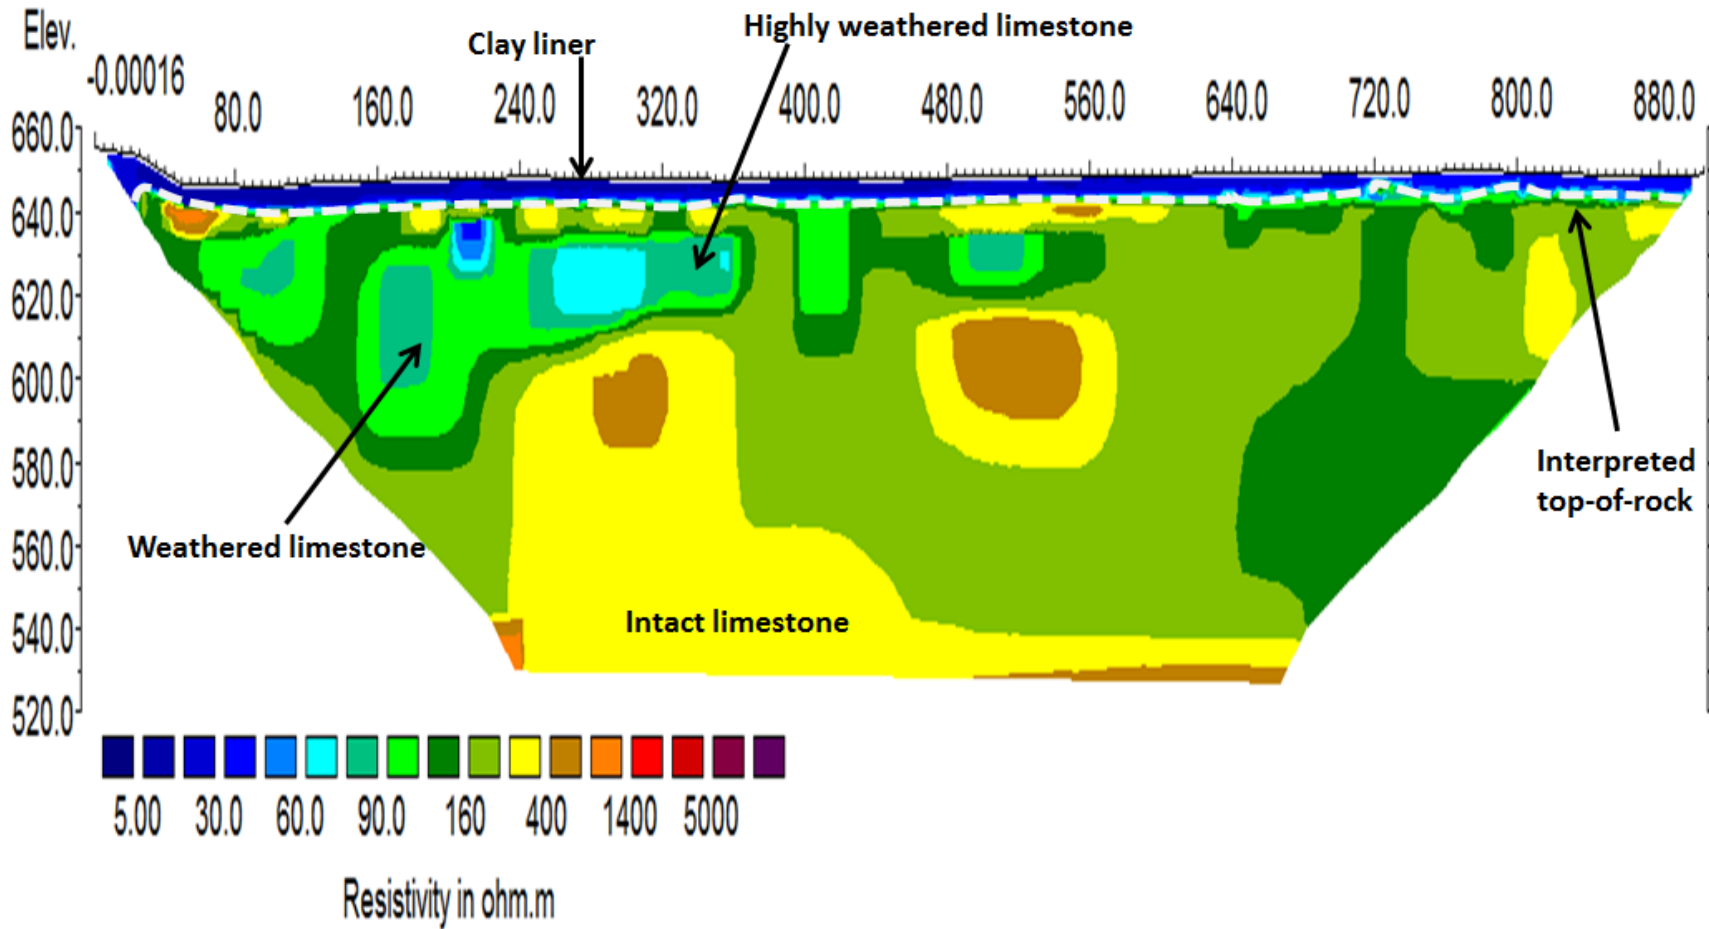 Elev.
Highly weathered limestone
Clay liner
-0.00016
80.0 160.0 240.0 320.0 400.0 480.0 560.0 640.0 720.0 800.0 880.0
660.0
640.0
620.0
600.0
580.0
560.0
540.0
520.0
Interpreted
top-of-rock
Weathered limestone
Intact limestone
5.00 30.0 60.0 90.0 160 400 1400 5000
Resistivity in ohm.m